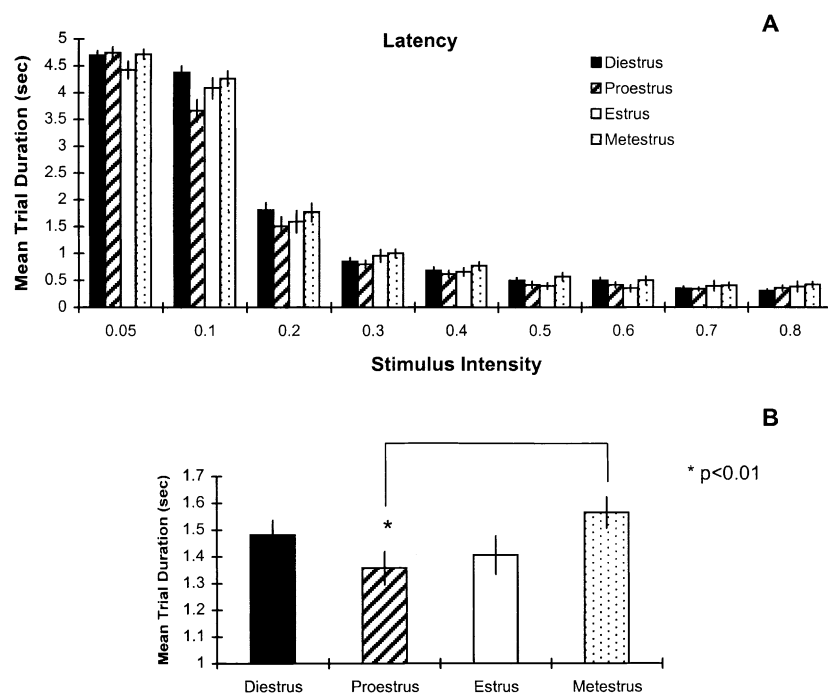 A
Latency
Diestrus
Proestrus
Estrus
Metestrus
Mean Trial Duration (sec)
5
4.5
4
3.5
3
2.5
2
1.5
1
0.5
0
0.05 0.1 0.2 0.3 0.4 0.5 0.6 0.7 0.8
Stimulus Intensity
B
* p<0.01
*
Mean Trial Duration (sec)
1.7
1.6
1.5
1.4
1.3
1.2
1.1
1
Diestrus Proestrus Estrus Metestrus